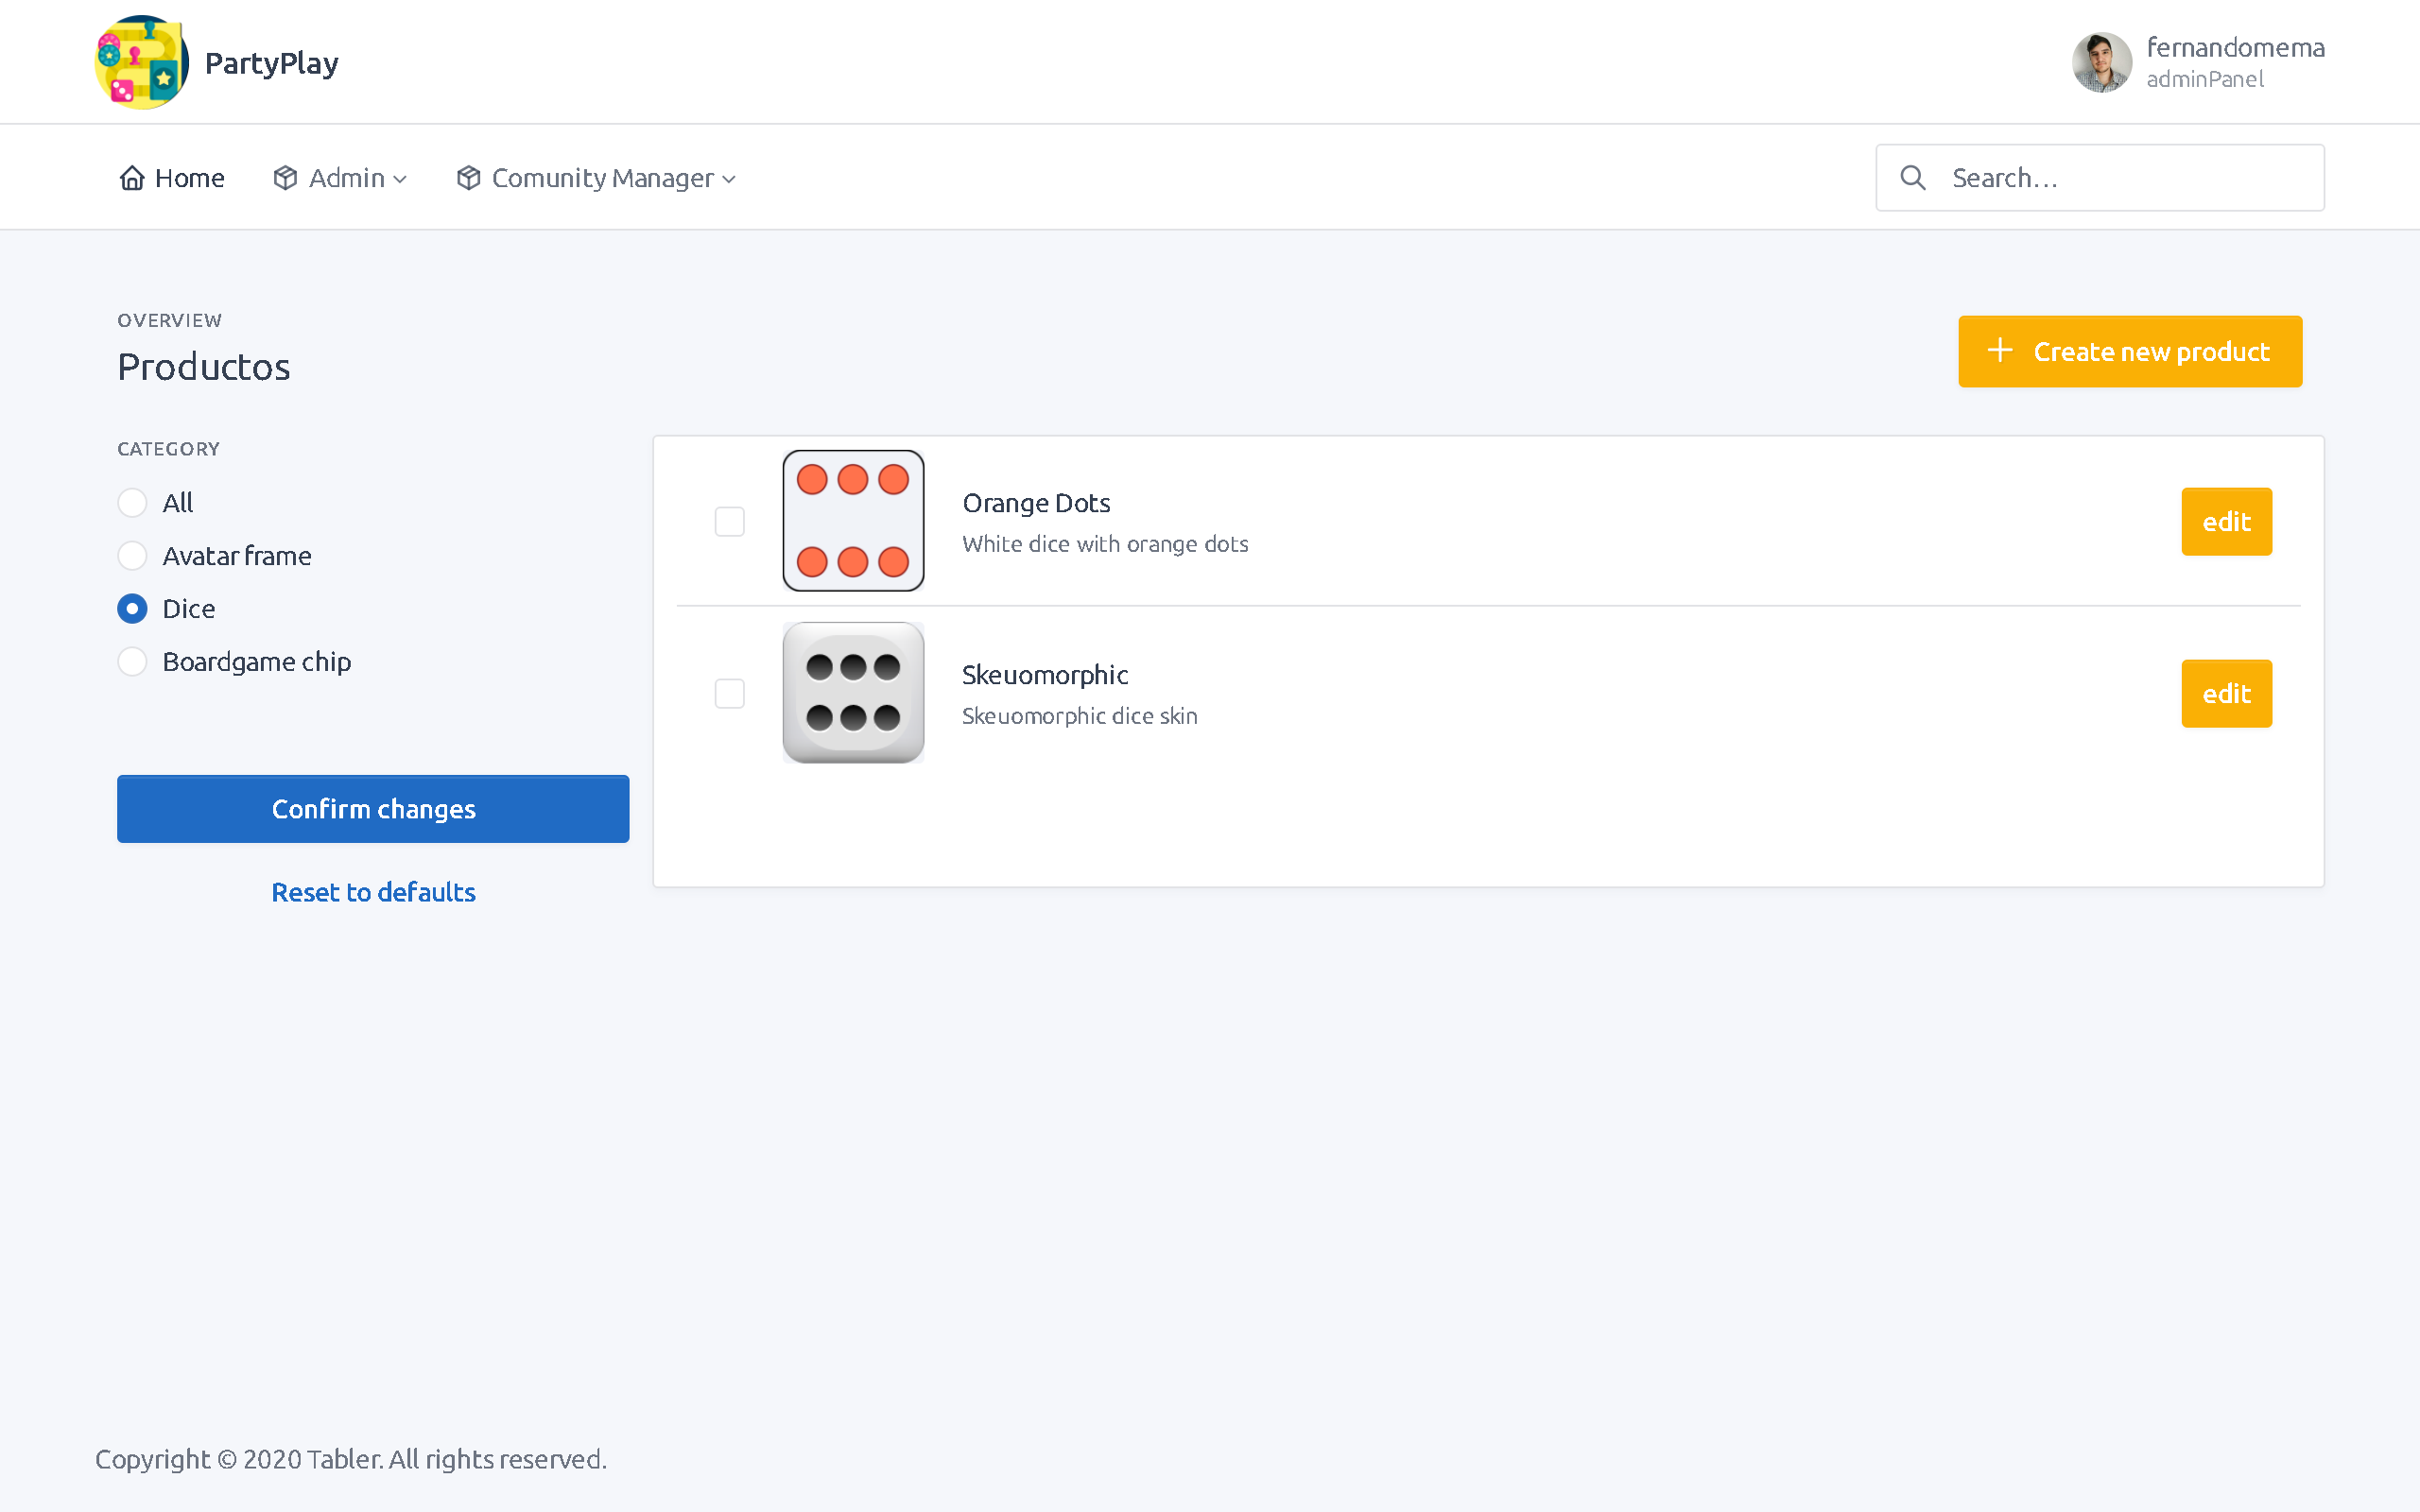 PartyPlay
fernandomema
adminPanel
Home
Admin
Comunity Manager
Search…
OVERVIEW
Productos
Create new product
CATEGORY
All
Avatar frame
Dice
Boardgame chip
Confirm changes
Reset to defaults
Orange Dots
White dice with orange dots
edit
Skeuomorphic
Skeuomorphic dice skin
edit
Copyright © 2020 Tabler. All rights reserved.